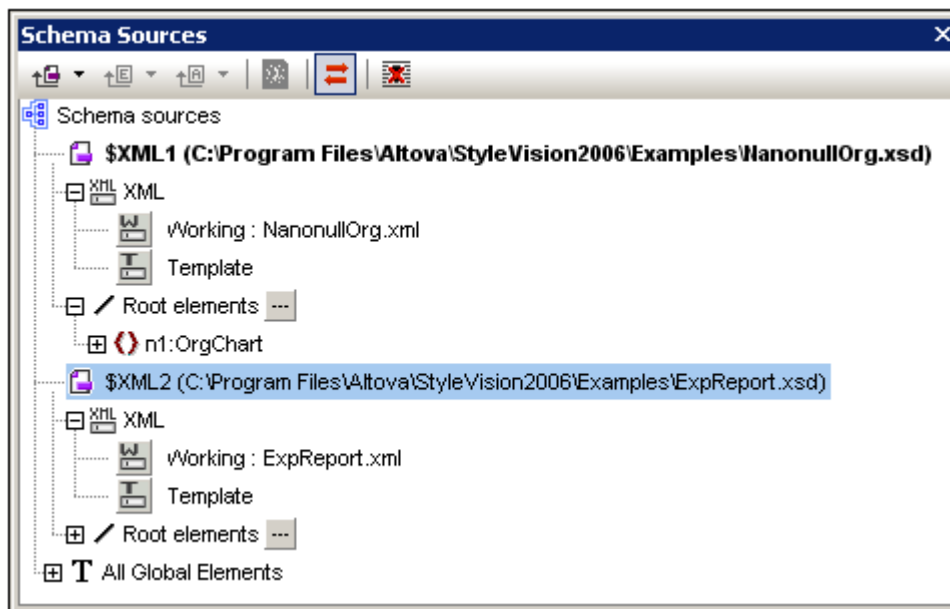 Schema Sources
E A
Schema sources
$XML1 (C:\Program Files\Altova\StyleVision2006\Examples\NanonullOrg.xsd)
XML XML
W Working : NanonullOrg.xml
T Template
Root elements ...
n1:OrgChart
$XML2 (C:\Program Files\Altova\StyleVision2006\Examples\ExpReport.xsd)
XML XML
W Working : ExpReport.xml
T Template
Root elements ...
T All Global Elements